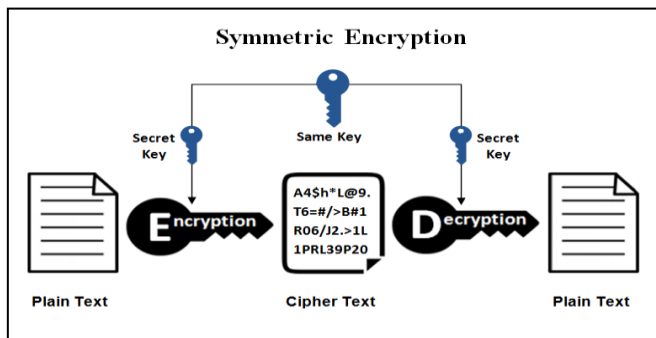 Symmetric Encryption
Secret
Key
Same Key
Secret
Key
Encryption
A4$h*L@9.
T6=#/>B#1
R06/J2.>1L
1PRL39P20
Decryption
Plain Text
Cipher Text
Plain Text